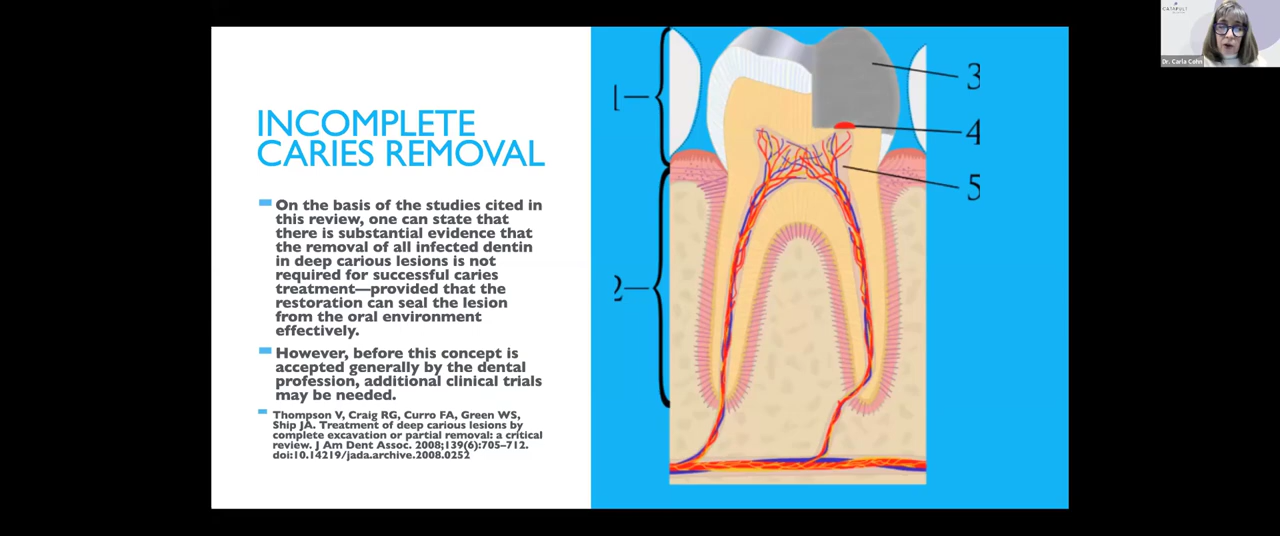 INCOMPLETE
CARIES REMOVAL
On the basis of the studies cited in
this review, one can state that
there is substantial evidence that
the removal of all infected dentin
in deep carious lesions is not
required for successful caries
treatment—provided that the
restoration can seal the lesion
from the oral environment
effectively.
However, before this concept is
accepted generally by the dental
profession, additional clinical trials
may be needed.
Thompson V, Craig RG, Curro FA, Green WS,
Ship JA. Treatment of deep carious lesions by
complete excavation or partial removal: a critical
review. J Am Dent Assoc. 2008;139(6):705–712.
doi:10.14219/jada.archive.2008.0252
1
2
3
4
5
CATAPULT
Dr. Carla Cohn